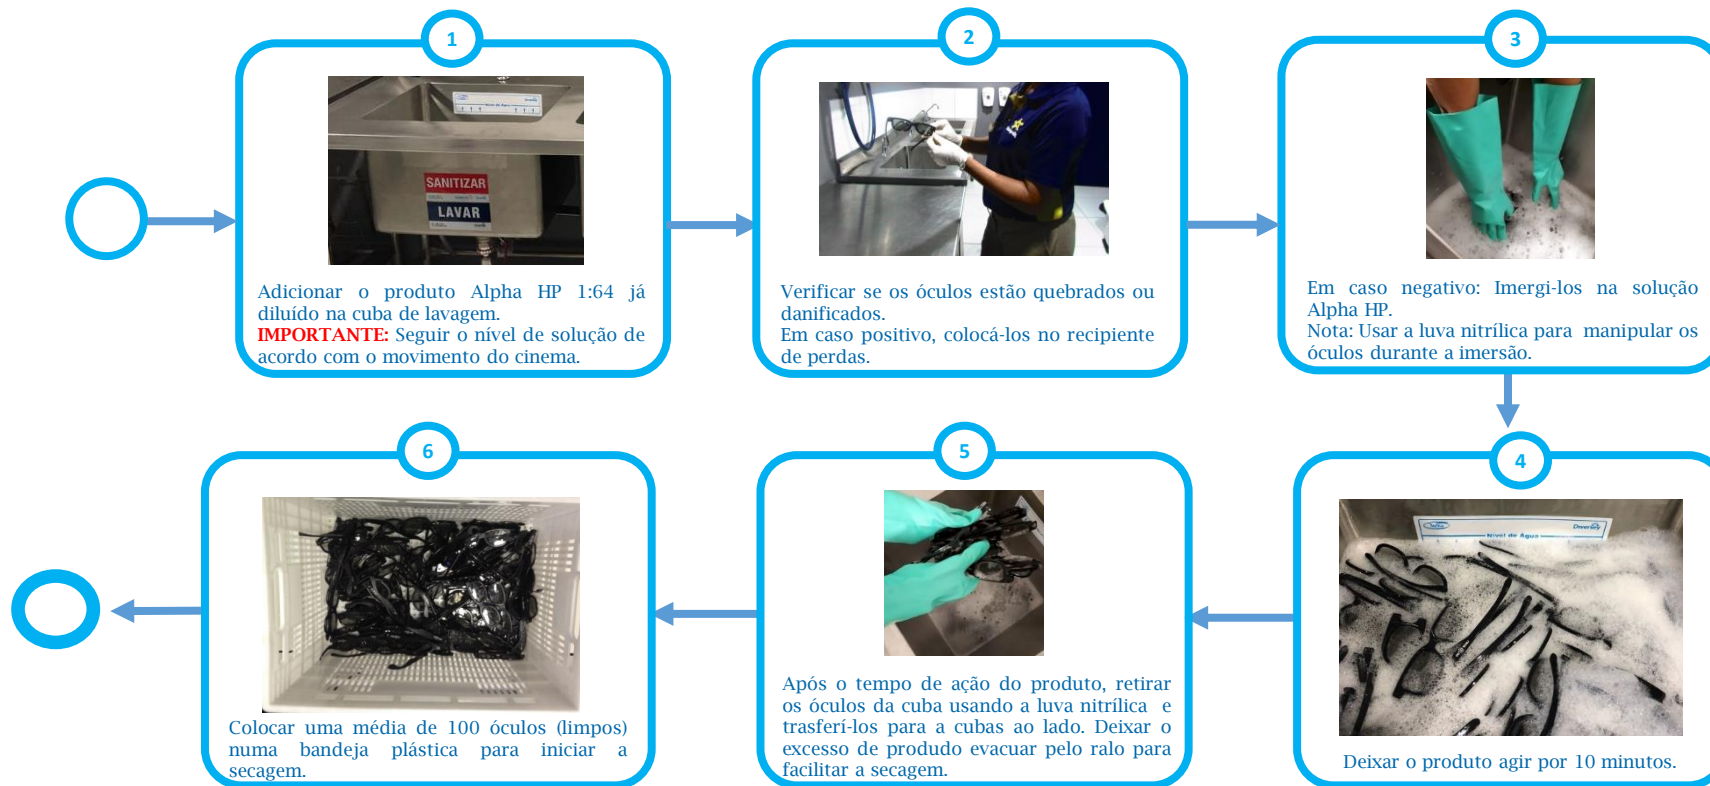 1
Nível de Água
SANITIZAR
LAVAR
Adicionar o produto Alpha HP 1:64 já
diluído na cuba de lavagem.
IMPORTANTE: Seguir o nível de solução de
acordo com o movimento do cinema.
2
Verificar se os óculos estão quebrados ou
danificados.
Em caso positivo, colocá-los no recipiente
de perdas.
3
Em caso negativo: Imergi-los na solução
Alpha HP.
Nota: Usar a luva nitrílica para manipular os
óculos durante a imersão.
4
Diversey
Nível de Água
Deixar o produto agir por 10 minutos.
5
Após o tempo de ação do produto, retirar
os óculos da cuba usando a luva nitrílica e
trasferí-los para a cubas ao lado. Deixar o
excesso de produdo evacuar pelo ralo para
facilitar a secagem.
6
Colocar uma média de 100 óculos (limpos)
numa bandeja plástica para iniciar a
secagem.